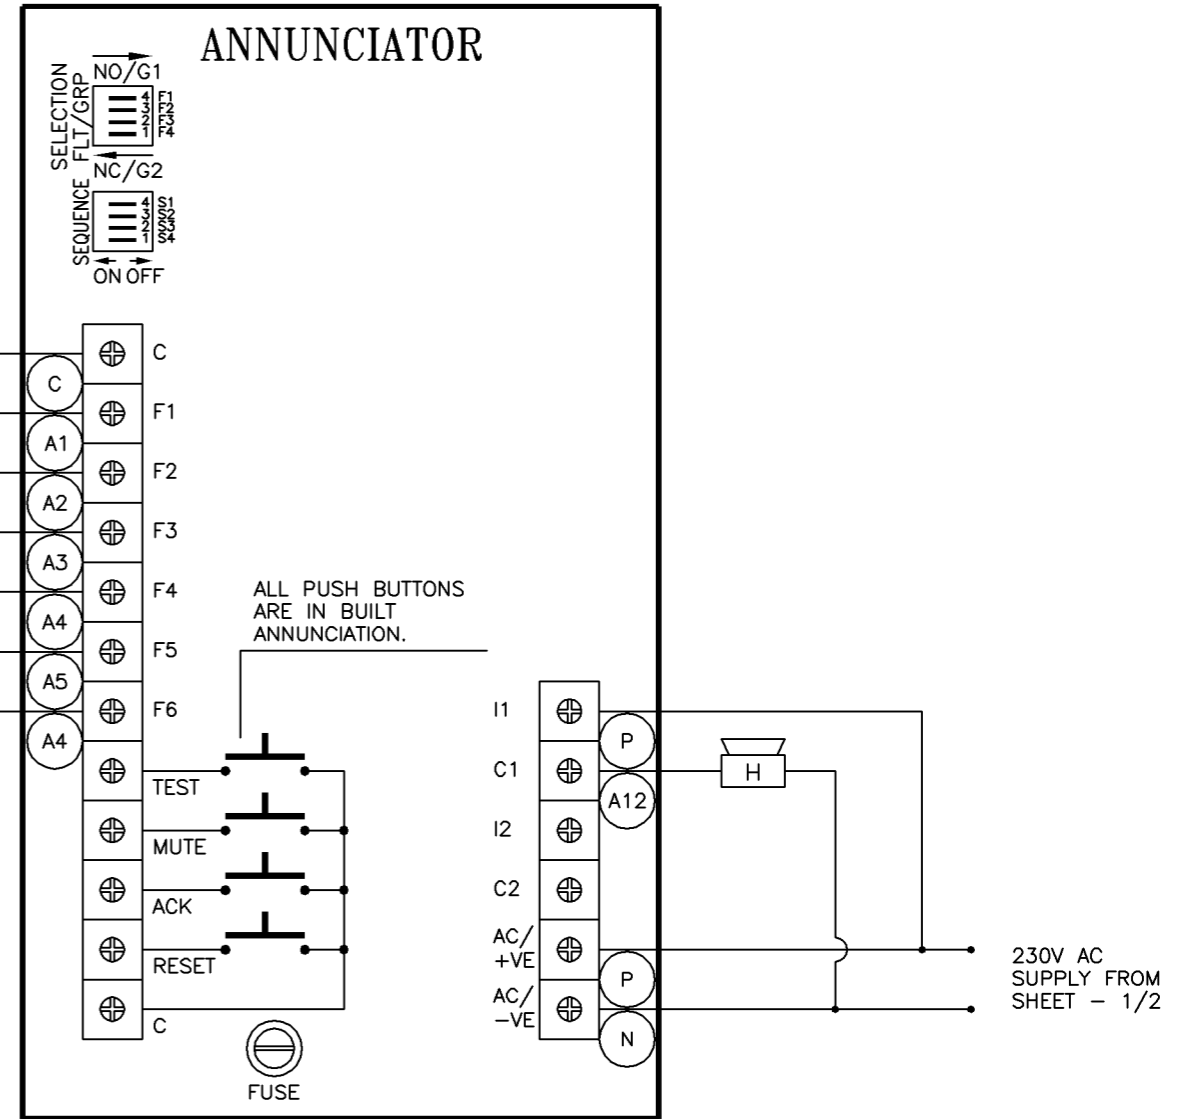 ANNUNCIATOR
SELECTION
FLT/GRP
NO/G1
4 F1
3 F2
2 F3
1 F4
NC/G2
SEQUENCE
4 S1
3 S2
2 S3
1 S4
ON OFF
C
C
F1
A1
F2
A2
F3
A3
F4
A4
F5
A5
F6
A4
ALL PUSH BUTTONS
ARE IN BUILT
ANNUNCIATION.
TEST
MUTE
ACK
RESET
C
FUSE
I1
P
C1
A12
H
I2
C2
AC/
+VE
P
AC/
-VE
N
230V AC
SUPPLY FROM
SHEET - 1/2